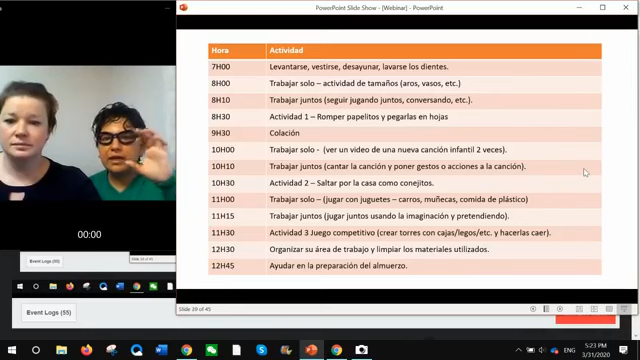 PowerPoint Slide Show - [Webinar] - PowerPoint
Hora Actividad
7H00 Levantarse, vestirse, desayunar, lavarse los dientes.
8H00 Trabajar solo – actividad de tamaños (aros, vasos, etc.)
8H10 Trabajar juntos (seguir jugando juntos, conversando, etc.).
8H30 Actividad 1 – Romper papelitos y pegarlas en hojas
9H30 Colación
10H00 Trabajar solo - (ver un video de una nueva canción infantil 2 veces).
10H10 Trabajar juntos (cantar la canción y poner gestos o acciones a la canción).
10H30 Actividad 2 – Saltar por la casa como conejitos.
11H00 Trabajar solo – (jugar con juguetes – carros, muñecas, comida de plástico)
11H15 Trabajar juntos (jugar juntos usando la imaginación y pretendiendo).
11H30 Actividad 3 Juego competitivo (crear torres con cajas/legos/etc. y hacerlas caer).
12H30 Organizar su área de trabajo y limpiar los materiales utilizados.
12H45 Ayudar en la preparación del almuerzo.
00:00
Slide 39 of 45
Event Logs (55)
ENG
5:23 PM
3/31/2020